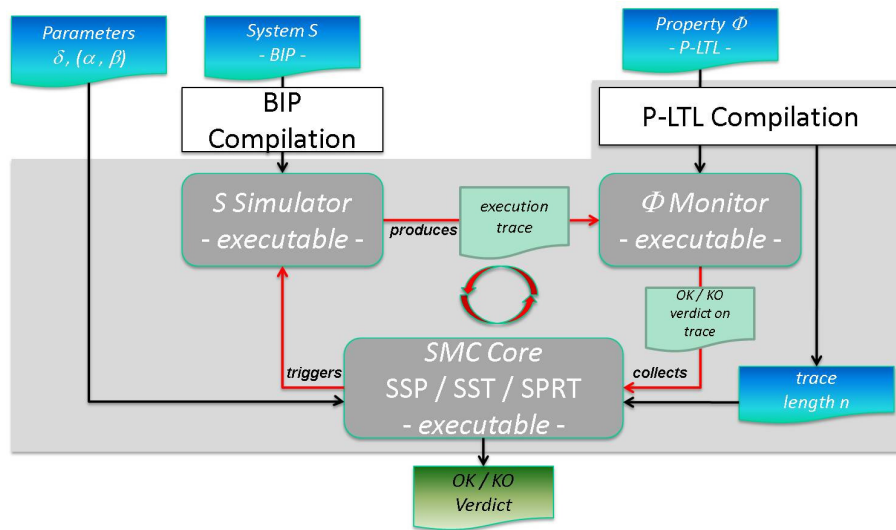 Parameters
δ , (α , β)
System S
- BIP -
Property Φ
- P-LTL -
BIP
Compilation
P-LTL Compilation
S Simulator
- executable -
produces
execution
trace
Φ Monitor
- executable -
OK / KO
verdict on
trace
triggers
SMC Core
SSP / SST / SPRT
- executable -
collects
trace
length n
OK / KO
Verdict